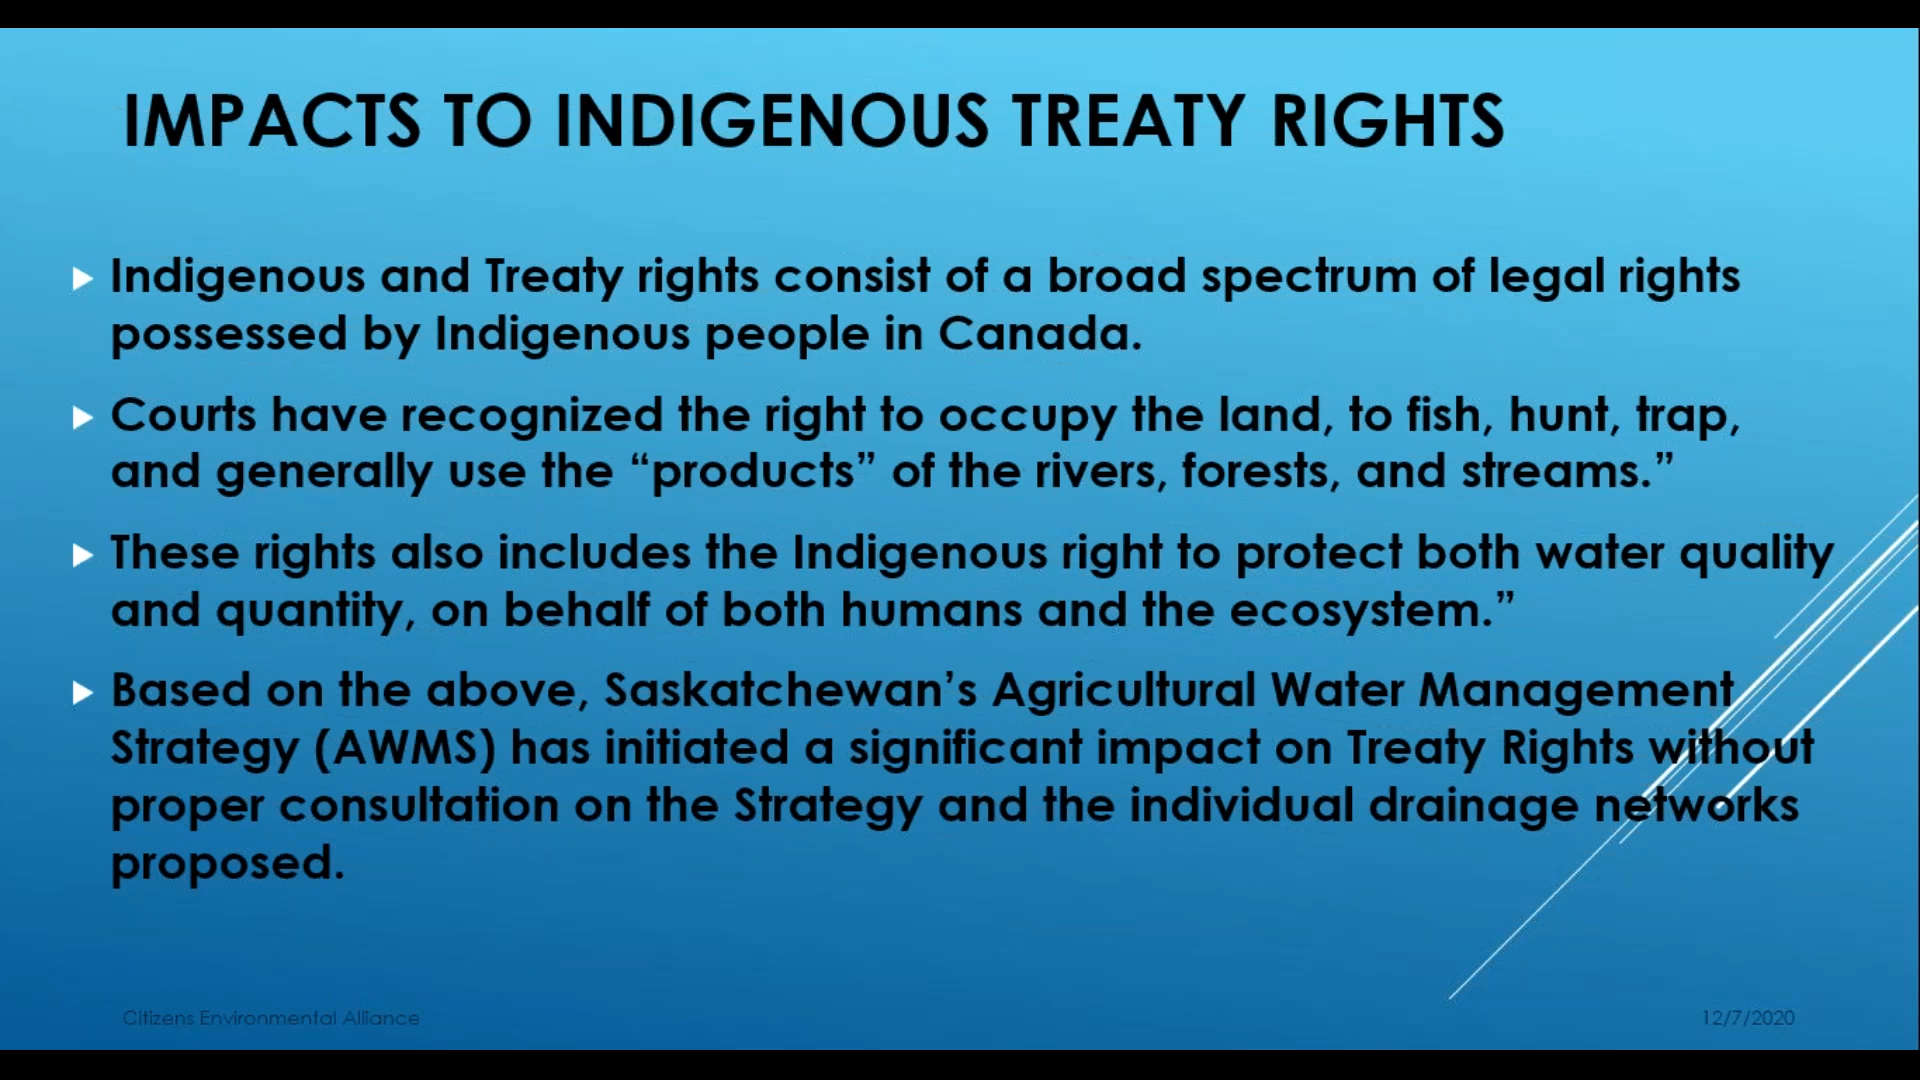 IMPACTS TO INDIGENOUS TREATY RIGHTS
Indigenous and Treaty rights consist of a broad spectrum of legal rights
possessed by Indigenous people in Canada.
Courts have recognized the right to occupy the land, to fish, hunt, trap,
and generally use the “products” of the rivers, forests, and streams.”
These rights also includes the Indigenous right to protect both water quality
and quantity, on behalf of both humans and the ecosystem.”
Based on the above, Saskatchewan’s Agricultural Water Management
Strategy (AWMS) has initiated a significant impact on Treaty Rights without
proper consultation on the Strategy and the individual drainage networks
proposed.
Citizens Environmental Alliance
12/7/2020